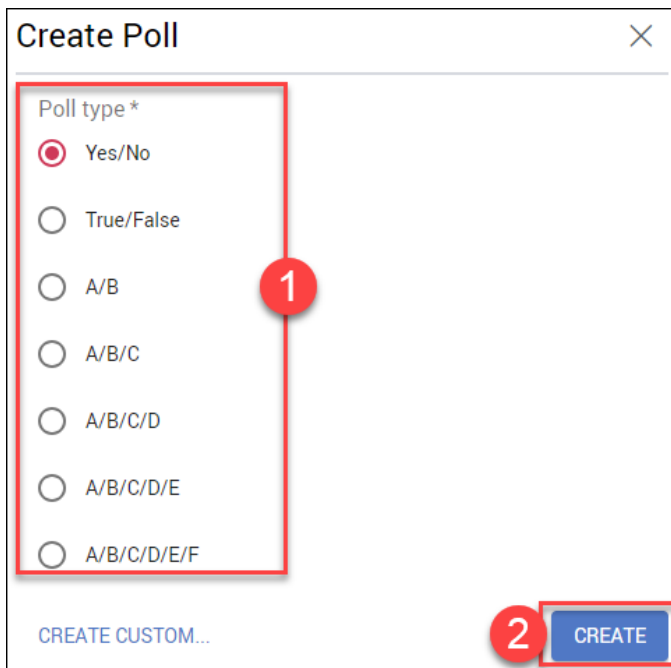 Create Poll
Poll type *
Yes/No
True/False
A/B
1
A/B/C
A/B/C/D
A/B/C/D/E
A/B/C/D/E/F
CREATE CUSTOM...
2
CREATE